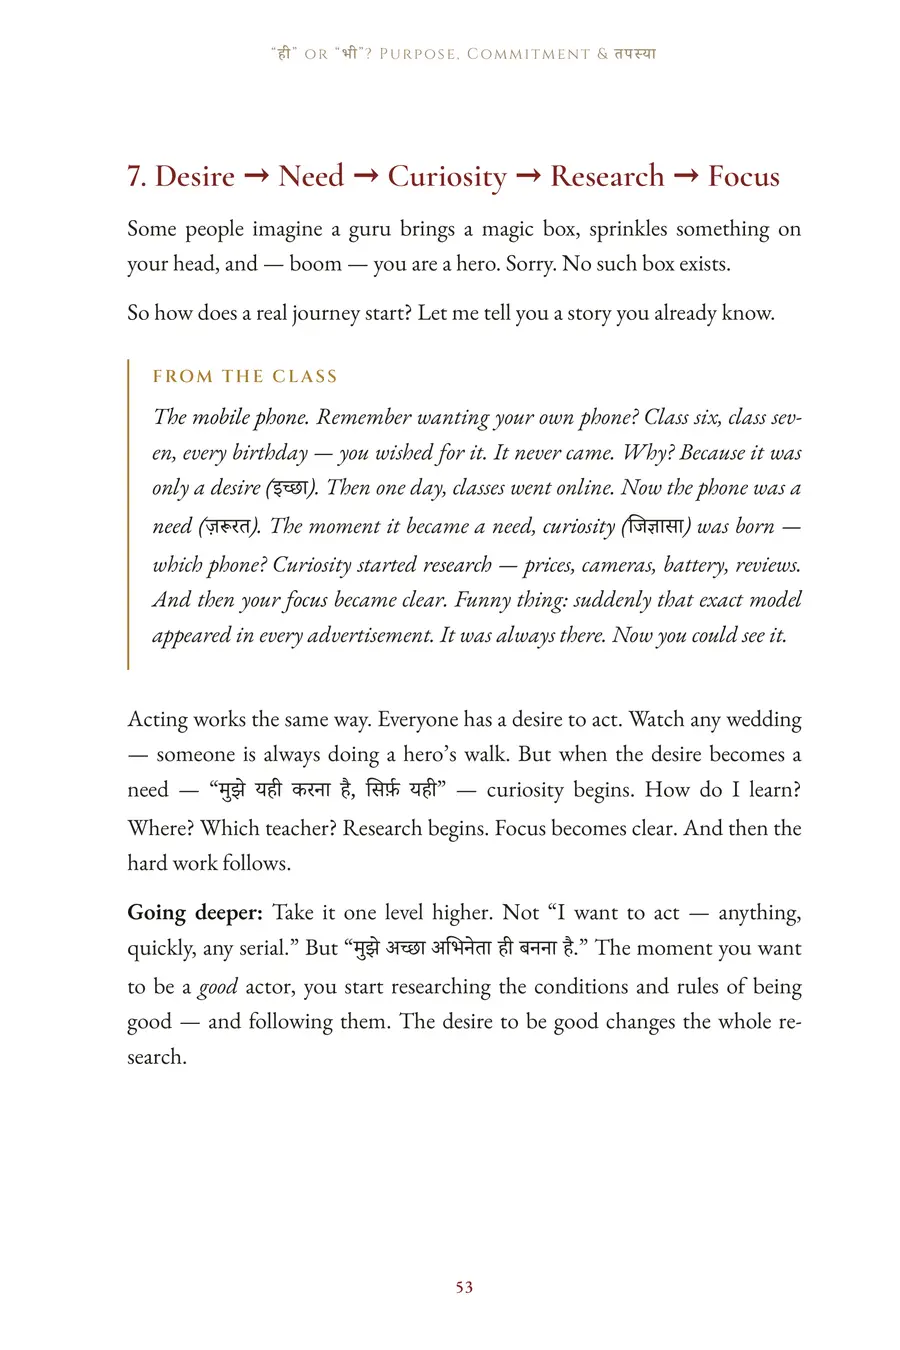 “ही” OR “भी”? PURPOSE, COMMITMENT & तपस्या
7. Desire → Need → Curiosity → Research → Focus
Some people imagine a guru brings a magic box, sprinkles something on
your head, and — boom — you are a hero. Sorry. No such box exists.
So how does a real journey start? Let me tell you a story you already know.
FROM THE CLASS
The mobile phone. Remember wanting your own phone? Class six, class sev-
en, every birthday — you wished for it. It never came. Why? Because it was
only a desire (इच्छा). Then one day, classes went online. Now the phone was a
need (ज़रूरत). The moment it became a need, curiosity (जिज्ञासा) was born —
which phone? Curiosity started research — prices, cameras, battery, reviews.
And then your focus became clear. Funny thing: suddenly that exact model
appeared in every advertisement. It was always there. Now you could see it.
Acting works the same way. Everyone has a desire to act. Watch any wedding
— someone is always doing a hero’s walk. But when the desire becomes a
need — “मुझे यही करना है, सिर्फ़ यही” — curiosity begins. How do I learn?
Where? Which teacher? Research begins. Focus becomes clear. And then the
hard work follows.
Going deeper: Take it one level higher. Not “I want to act — anything,
quickly, any serial.” But “मुझे अच्छा अभिनेता ही बनना है.” The moment you want
to be a good actor, you start researching the conditions and rules of being
good — and following them. The desire to be good changes the whole re-
search.
53